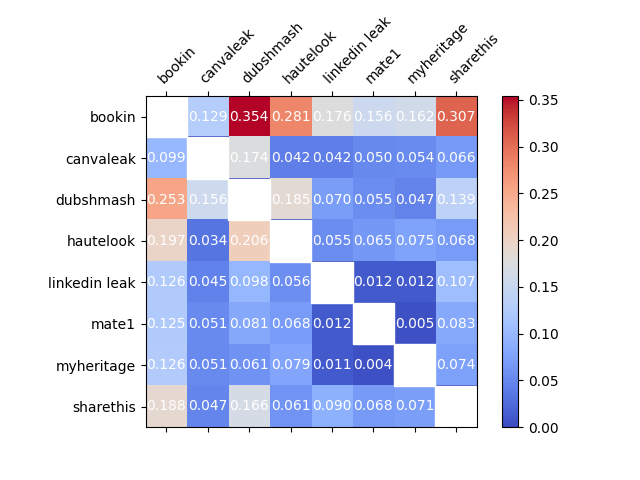 bookin canvaleak dubshmash hautelook linkedin leak mate1 myheritage sharethis
bookin 0.129 0.354 0.281 0.176 0.156 0.162 0.307
canvaleak 0.099 0.174 0.042 0.042 0.050 0.054 0.066
dubshmash 0.253 0.156 0.185 0.070 0.055 0.047 0.139
hautelook 0.197 0.034 0.206 0.055 0.065 0.075 0.068
linkedin leak 0.126 0.045 0.098 0.056 0.012 0.012 0.107
mate1 0.125 0.051 0.081 0.068 0.012 0.005 0.083
myheritage 0.126 0.051 0.061 0.079 0.011 0.004 0.074
sharethis 0.188 0.047 0.166 0.061 0.090 0.068 0.071
0.35
0.30
0.25
0.20
0.15
0.10
0.05
0.00